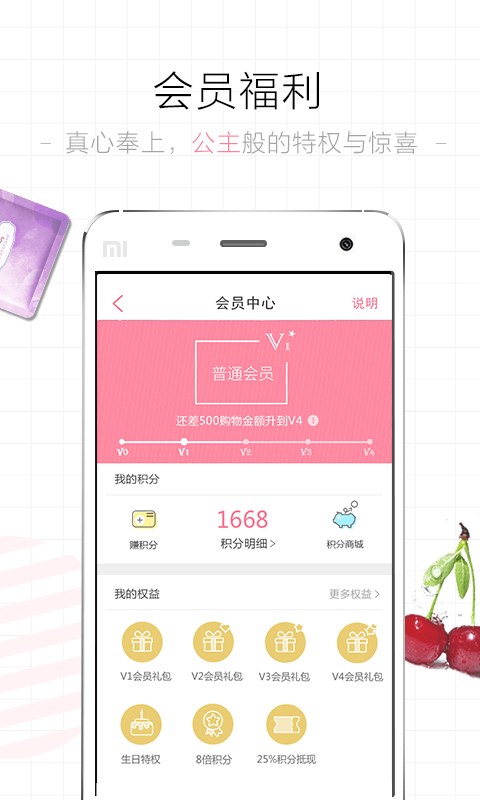 会员福利
- 真心奉上，公主般的特权与惊喜 -
mi
会员中心 说明
V1
普通会员
还差500购物金额升到V4
V0 V1 V2 V3 V4
我的积分
1668
赚积分 积分明细 > 积分商城
我的权益 更多权益 >
V1会员礼包 V2会员礼包 V3会员礼包 V4会员礼包
生日特权 8倍积分 25%积分抵现